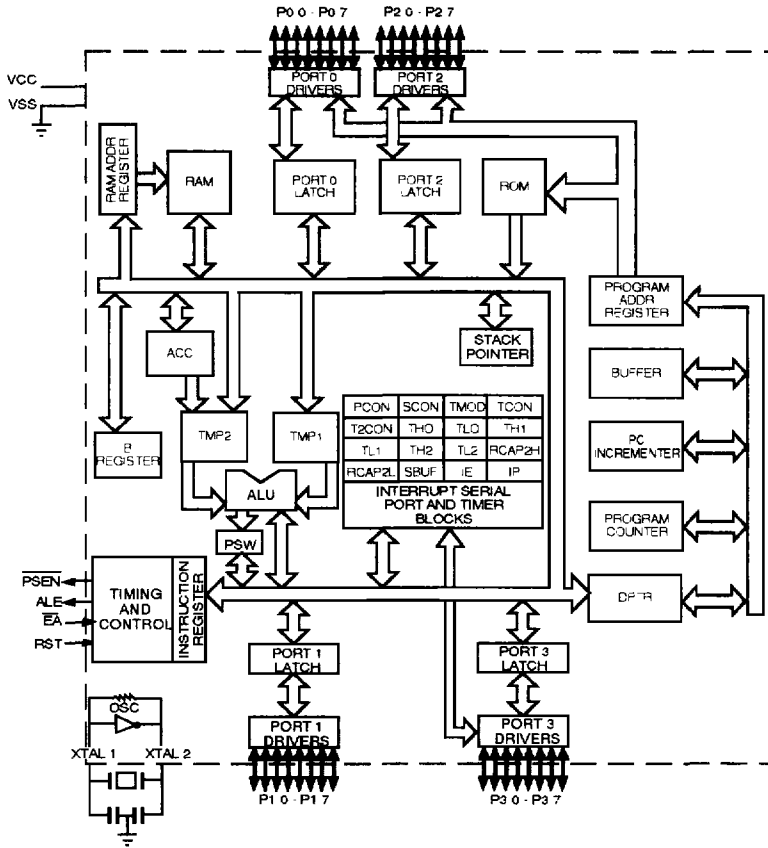 P0 0 - P0 7
P2 0 - P2 7
VCC
VSS
PORT 0
DRIVERS
PORT 2
DRIVERS
RAM ADDR
REGISTER
RAM
PORT 0
LATCH
PORT 2
LATCH
ROM
PROGRAM
ADDR
REGISTER
STACK
POINTER
ACC
BUFFER
PCON SCON TMOD TCON
T2CON TH0 TL0 TH1
TL1 TH2 TL2 RCAP2H
RCAP2L SBUF IE IP
INTERRUPT SERIAL
PORT AND TIMER
BLOCKS
TMP2
TMP1
B
REGISTER
PC
INCREMENTER
ALU
PSW
PROGRAM
COUNTER
PSEN
ALE
EA
RST
TIMING
AND
CONTROL
INSTRUCTION
REGISTER
DPTR
PORT 1
LATCH
PORT 3
LATCH
OSC
XTAL 1
XTAL 2
PORT 1
DRIVERS
PORT 3
DRIVERS
P1 0 - P1 7
P3 0 - P3 7